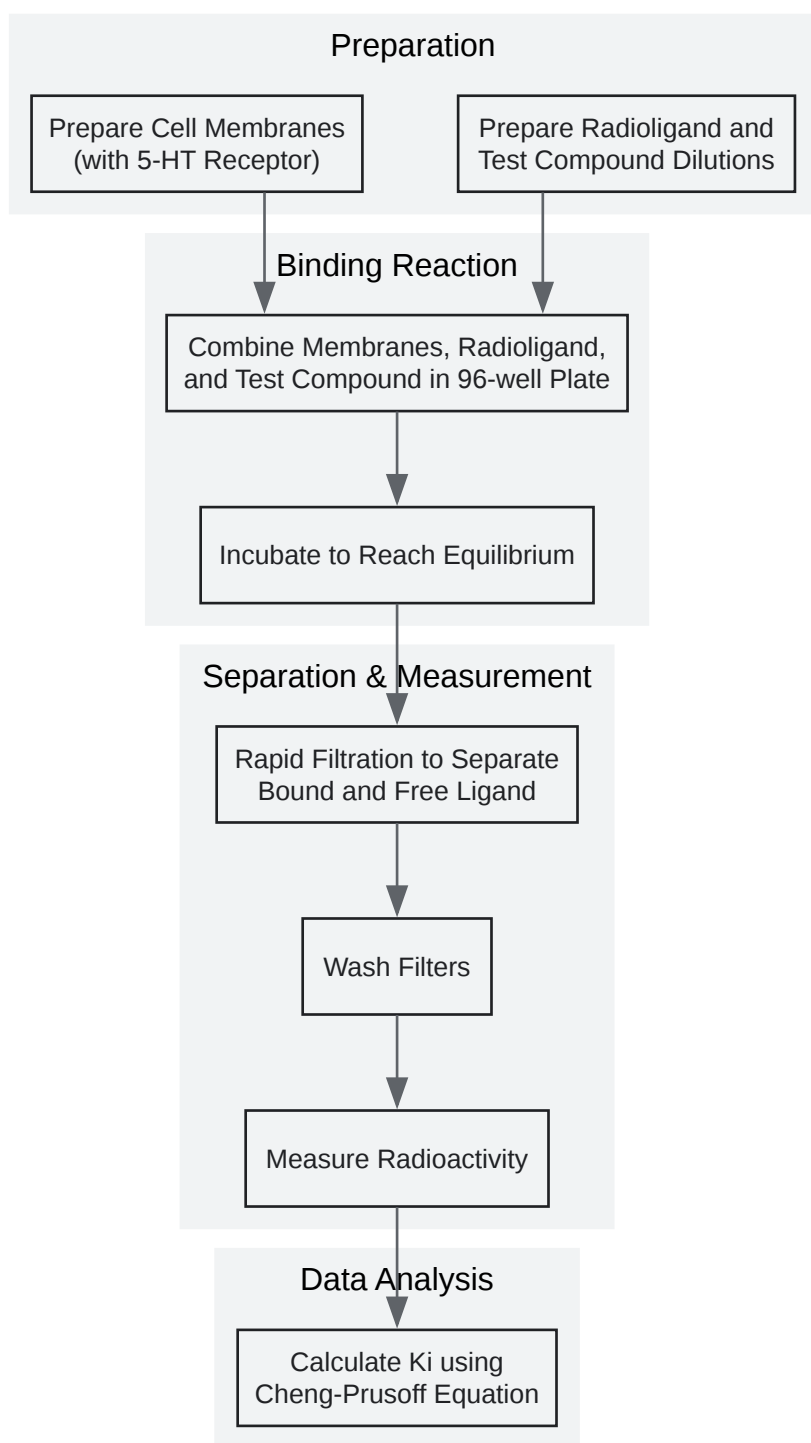 Preparation
Prepare Cell Membranes
(with 5-HT Receptor)
Prepare Radioligand and
Test Compound Dilutions
Binding Reaction
Combine Membranes, Radioligand,
and Test Compound in 96-well Plate
Incubate to Reach Equilibrium
Separation & Measurement
Rapid Filtration to Separate
Bound and Free Ligand
Wash Filters
Measure Radioactivity
Data Analysis
Calculate Ki using
Cheng-Prusoff Equation